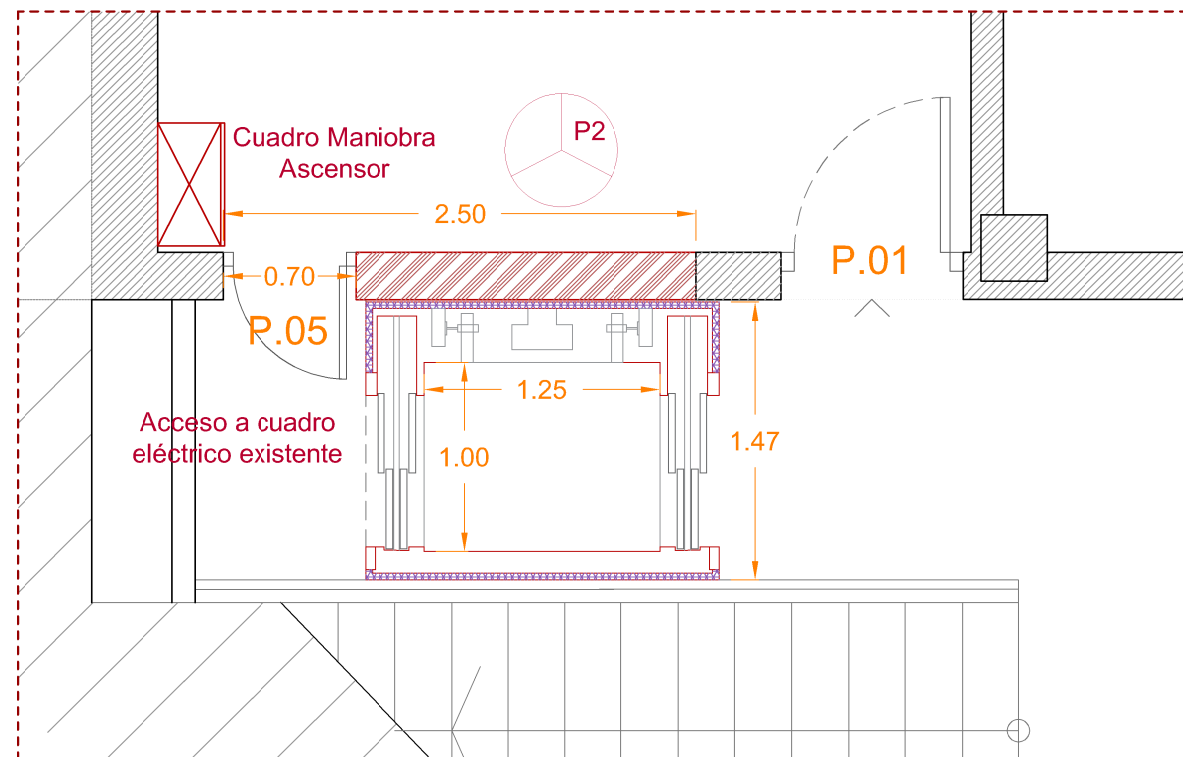 Cuadro Maniobra
Ascensor
P2
2.50
0.70
P.01
P.05
1.25
Acceso a cuadro
eléctrico existente
1.00
1.47